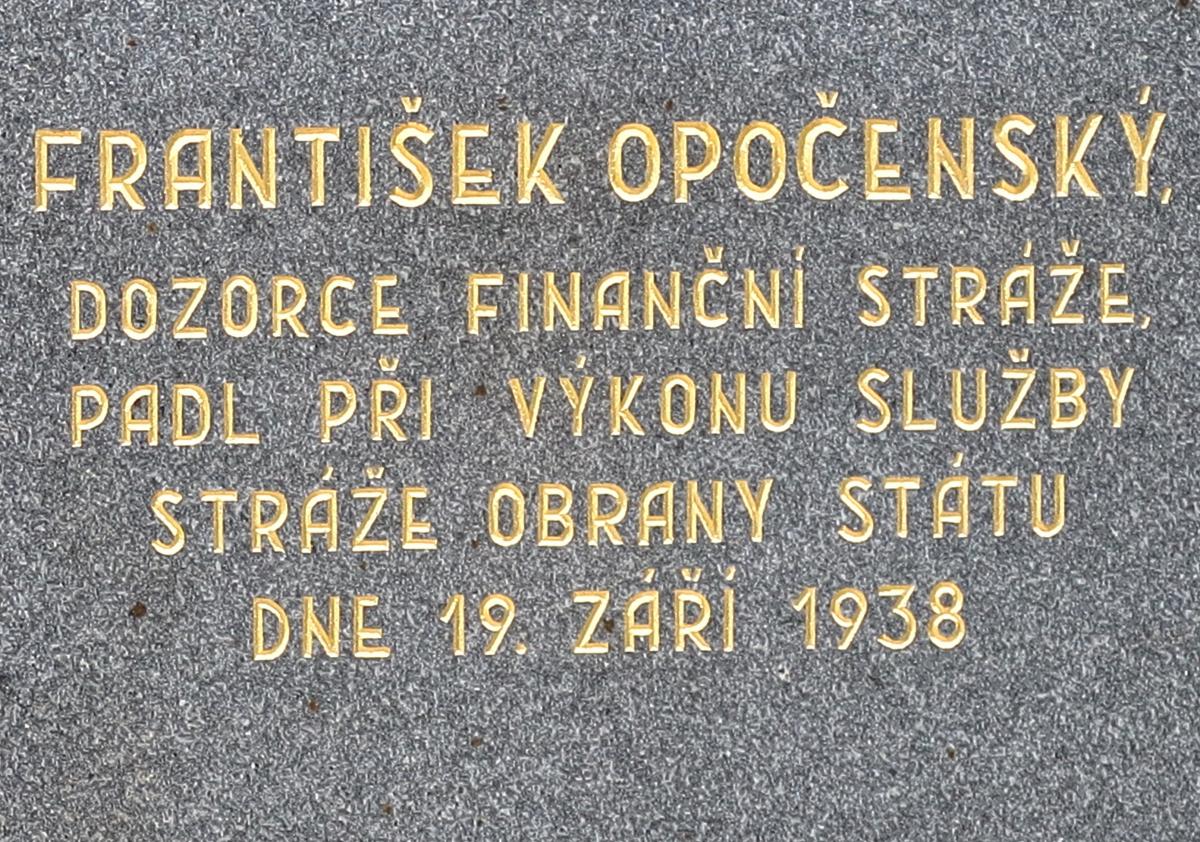 FRANTIŠEK OPOČENSKÝ,
DOZORCE FINANČNÍ STRÁŽE,
PADL PŘI VÝKONU SLUŽBY
STRÁŽE OBRANY STÁTU
DNE 19. ZÁŘÍ 1938